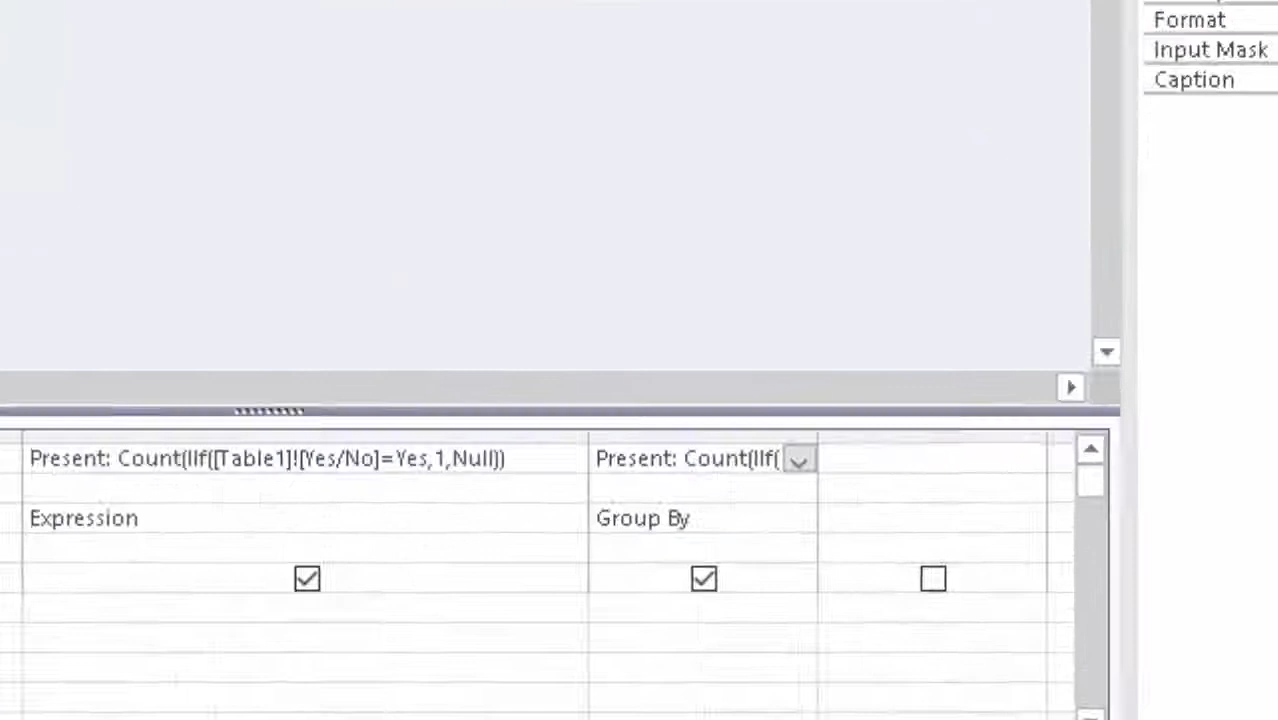 Format
Input Mask
Caption
Present: Count(IIf([Table1]![Yes/No]=Yes,1,Null)) Present: Count(IIf(
Expression Group By